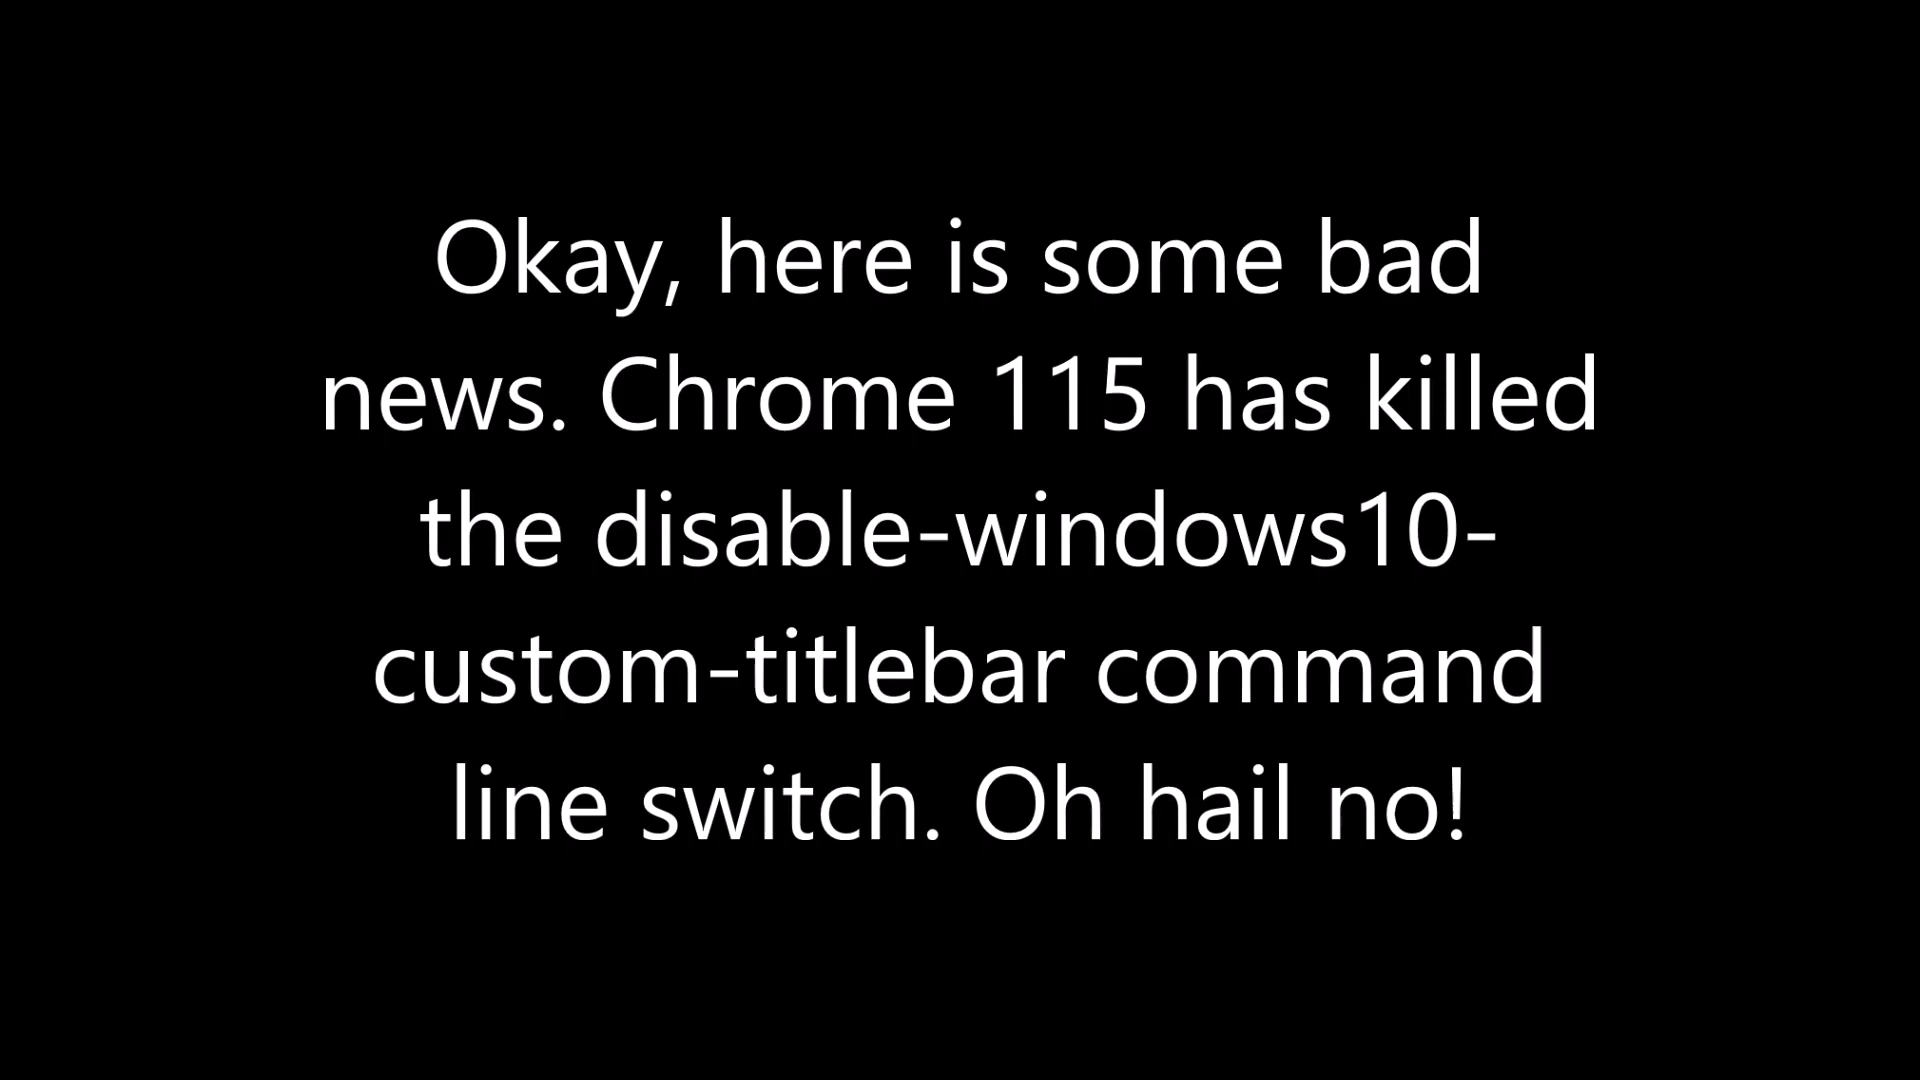 Okay, here is some bad
news. Chrome 115 has killed
the disable-windows10-
custom-titlebar command
line switch. Oh hail no!